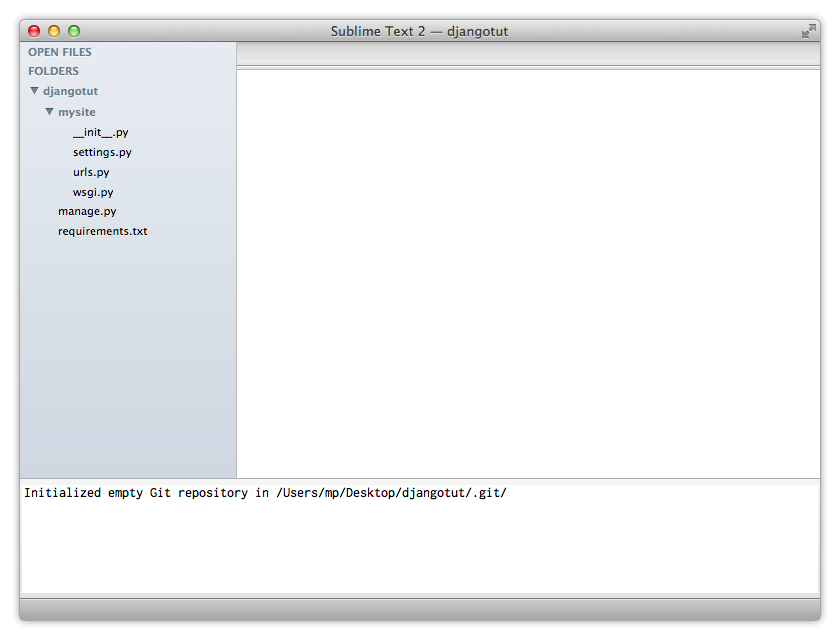 Sublime Text 2 — djangotut
OPEN FILES
FOLDERS
djangotut
mysite
__init__.py
settings.py
urls.py
wsgi.py
manage.py
requirements.txt
Initialized empty Git repository in /Users/mp/Desktop/djangotut/.git/